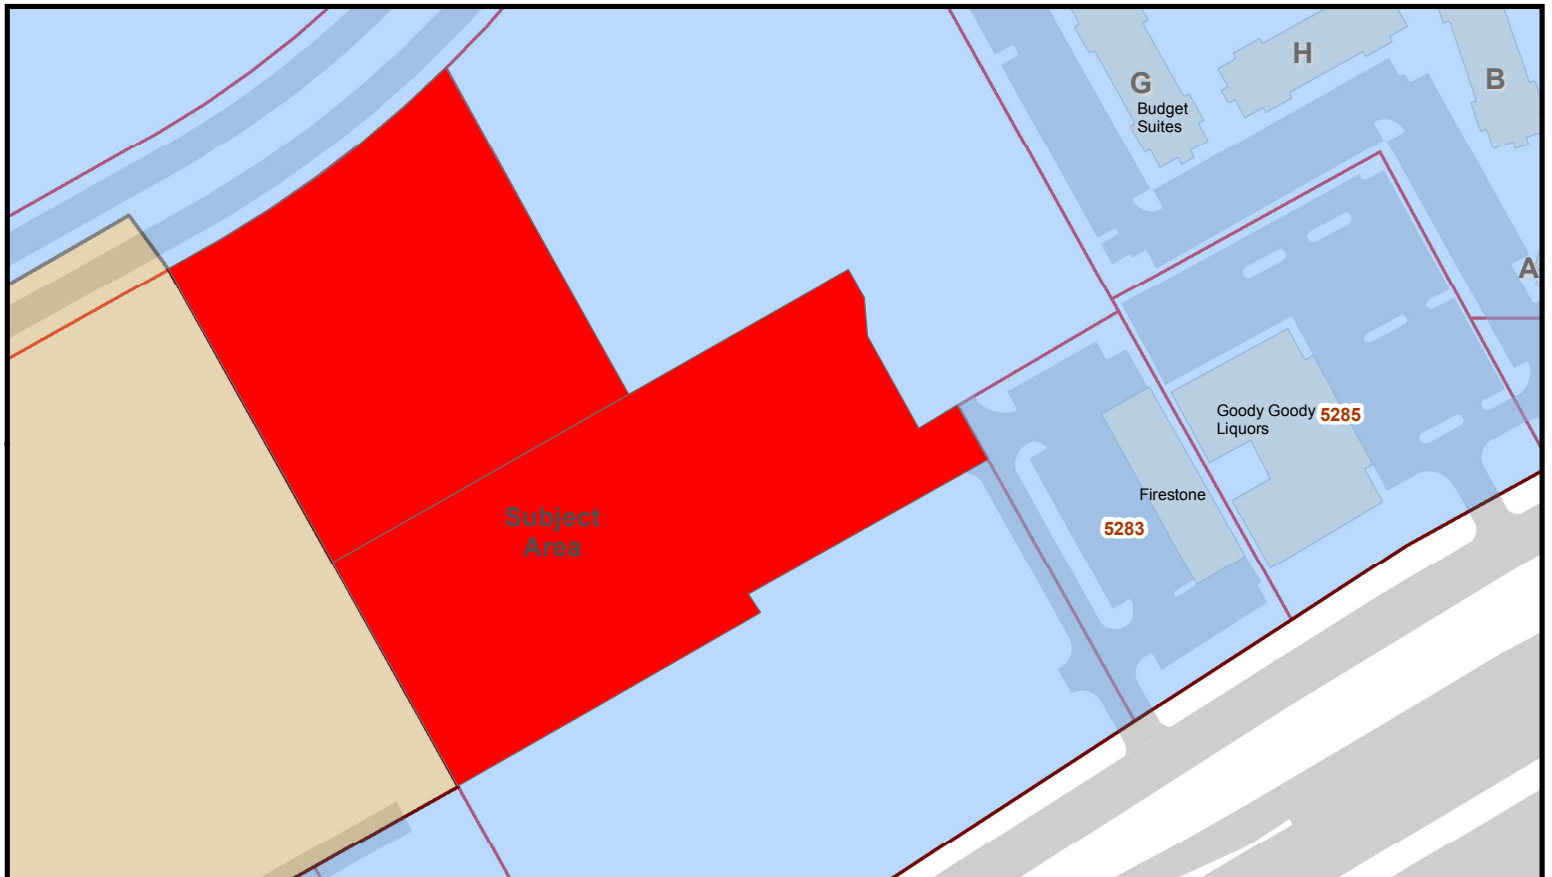 H
B
G
Budget
Suites
A
Goody Goody
Liquors
5285
Firestone
5283
Subject
Area